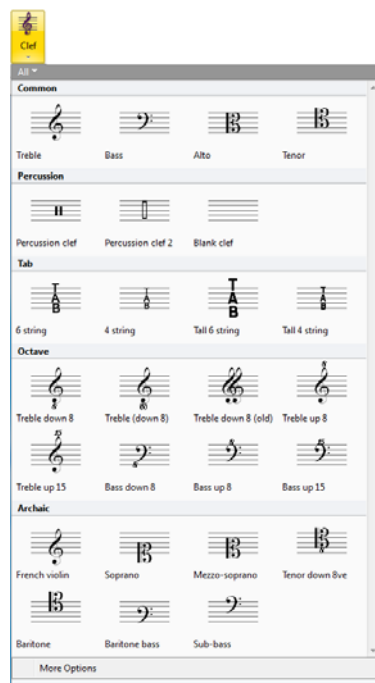 Clef
All
Common
Treble Bass Alto Tenor
Percussion
Percussion clef Percussion clef 2 Blank clef
Tab
6 string 4 string Tall 6 string Tall 4 string
Octave
Treble down 8 Treble (down 8) Treble down 8 (old) Treble up 8
Treble up 15 Bass down 8 Bass up 8 Bass up 15
Archaic
French violin Soprano Mezzo-soprano Tenor down 8ve
Baritone Baritone bass Sub-bass
More Options